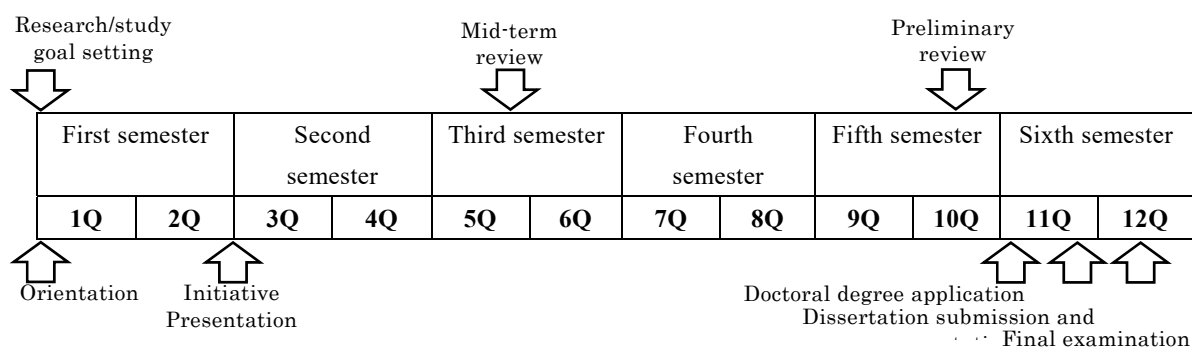 Research/study
goal setting
Mid-term
review
Preliminary
review
First semester
Second
semester
Third semester
Fourth
semester
Fifth semester
Sixth semester
1Q 2Q 3Q 4Q 5Q 6Q 7Q 8Q 9Q 10Q 11Q 12Q
Orientation
Initiative
Presentation
Doctoral degree application
Dissertation submission and
Final examination